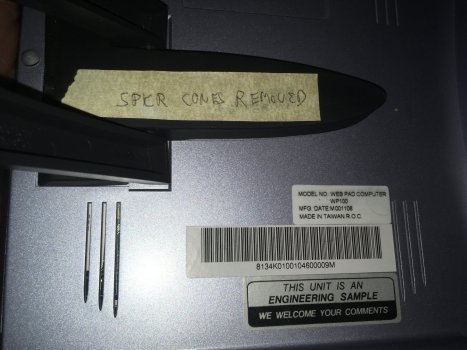 SPKR CONES REMOVED
MODEL NO. WEB PAD COMPUTER
WP100
MFG. DATE:M001106
MADE IN TAIWAN R.O.C.
8134K0100104600009M
THIS UNIT IS AN
ENGINEERING SAMPLE
WE WELCOME YOUR COMMENTS